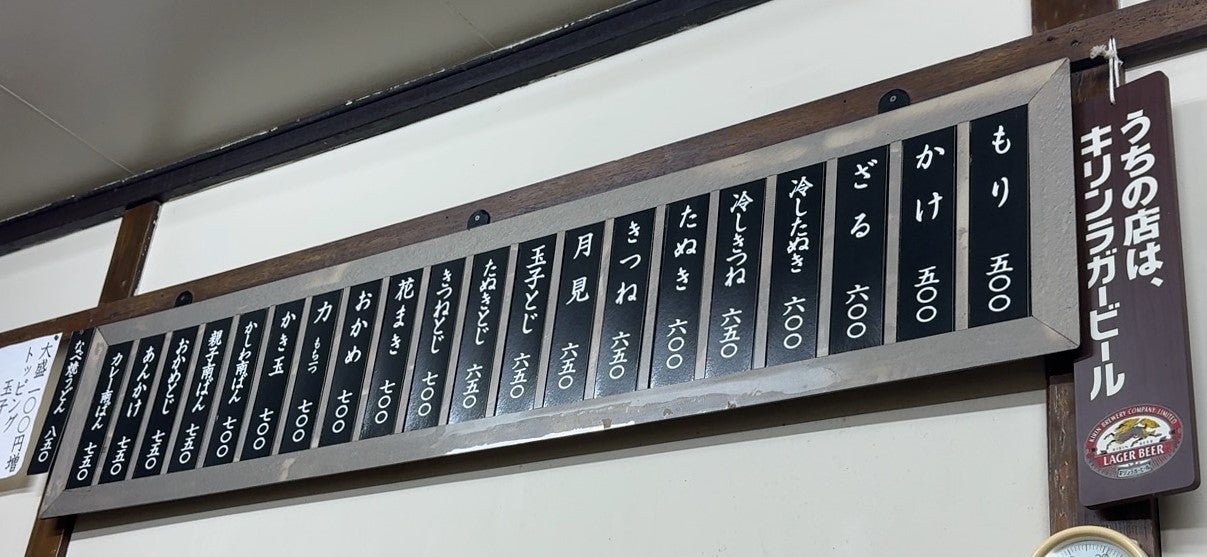 もり 五〇〇
かけ 五〇〇
ざる 六〇〇
冷したぬき 六〇〇
冷しきつね 六五〇
たぬき 六〇〇
きつね 六五〇
月見 六五〇
玉子とじ 六五〇
たぬきとじ 六五〇
きつねとじ 七〇〇
花まき 七〇〇
おかめ 七〇〇
力 もち二つ 七〇〇
かき玉 七〇〇
かしわ南ばん 七〇〇
親子南ばん 七五〇
おかめとじ 七五〇
あんかけ 七五〇
カレー南ばん 七五〇
なべ焼うどん 八五〇
大盛一〇〇円増
トッピング
玉子
うちの店は、
キリンラガービール
KIRIN BREWERY COMPANY, LIMITED
LAGER BEER